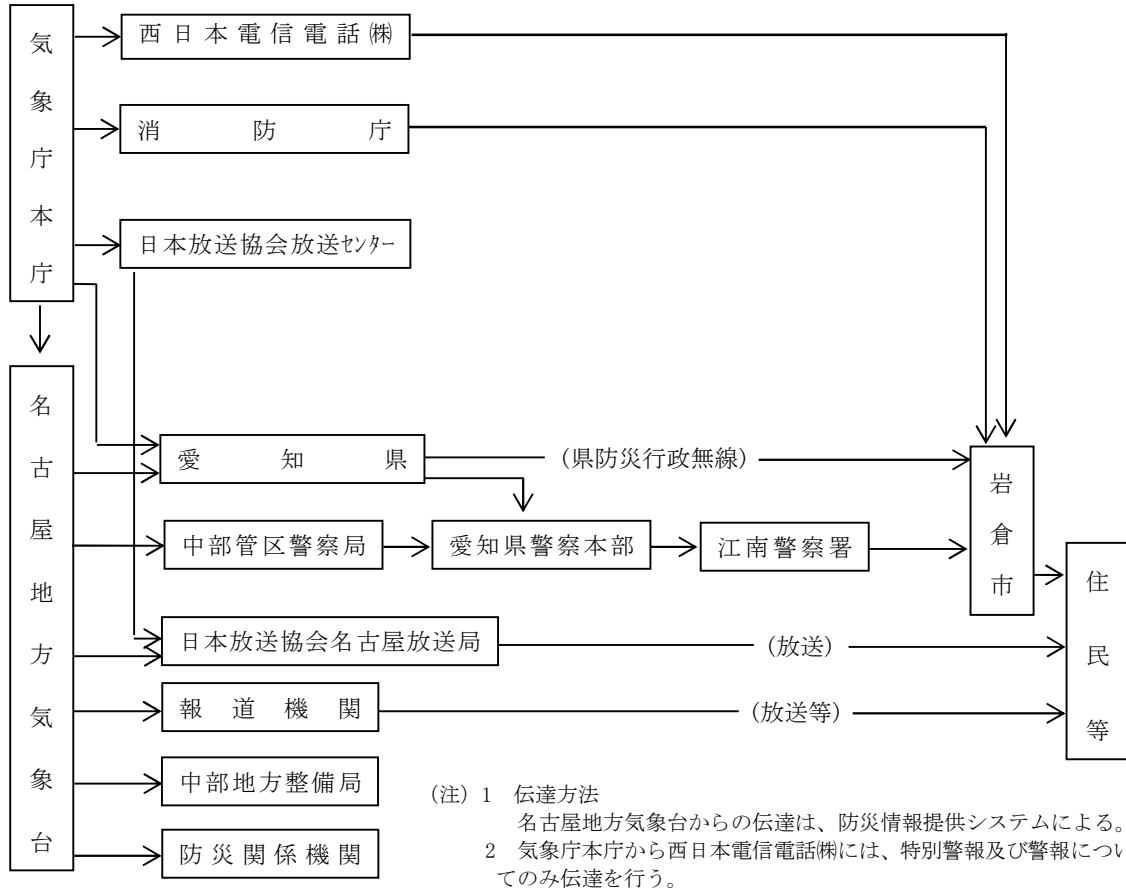 気象庁本庁
西日本電信電話㈱
消防庁
日本放送協会放送ｾﾝﾀｰ
名古屋地方気象台
愛知県
(県防災行政無線)
岩倉市
中部管区警察局
愛知県警察本部
江南警察署
住民等
日本放送協会名古屋放送局
(放送)
報道機関
(放送等)
中部地方整備局
防災関係機関
(注) 1 伝達方法
名古屋地方気象台からの伝達は、防災情報提供システムによる。
2 気象庁本庁から西日本電信電話㈱には、特別警報及び警報につい
てのみ伝達を行う。